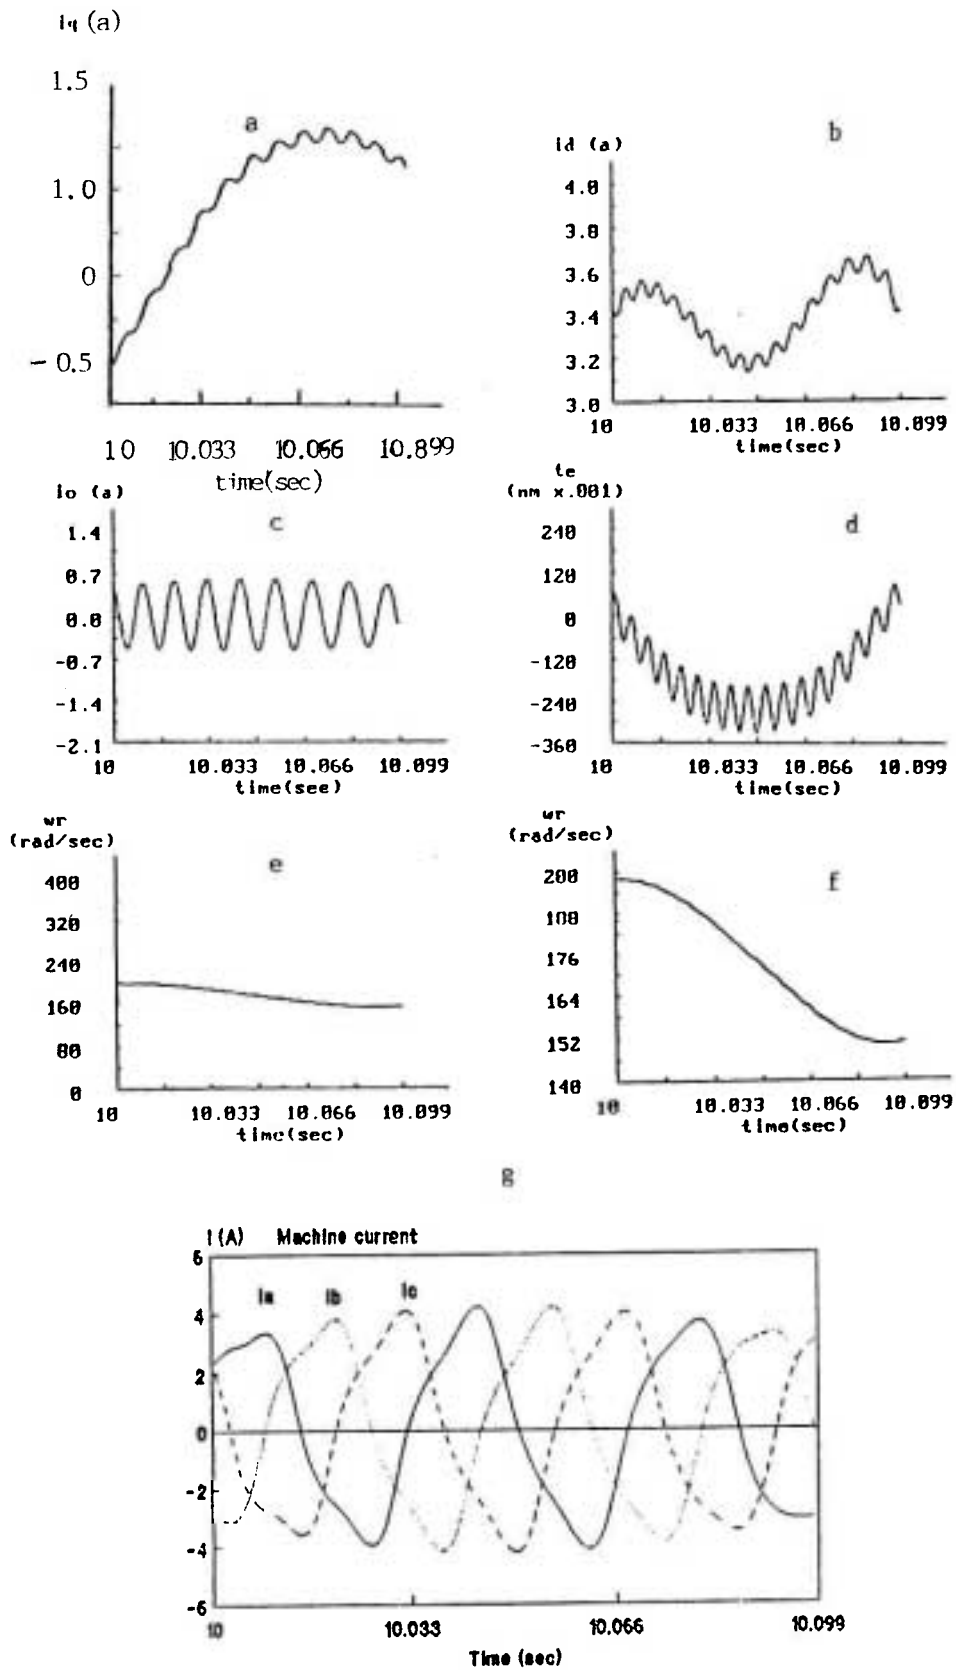 Iq (a)
1.5
a
1.0
0
- 0.5
10 10.033 10.066 10.899
time(sec)
b
id (a)
4.0
3.8
3.6
3.4
3.2
3.0
10 10.033 10.066 10.099
time(sec)
Io (a)
c
1.4
0.7
0.0
-0.7
-1.4
-2.1
10 10.033 10.066 10.099
time(see)
te
(nm x.001)
d
240
120
0
-120
-240
-360
10 10.033 10.066 10.099
time(sec)
wr
(rad/sec)
e
400
320
240
160
80
0
10 10.033 10.066 10.099
time(sec)
wr
(rad/sec)
f
200
188
176
164
152
140
10 10.033 10.066 10.099
time(sec)
g
I (A) Machine current
6
Ia Ib Ic
4
2
0
-2
-4
-6
10 10.033 10.066 10.099
Time (sec)